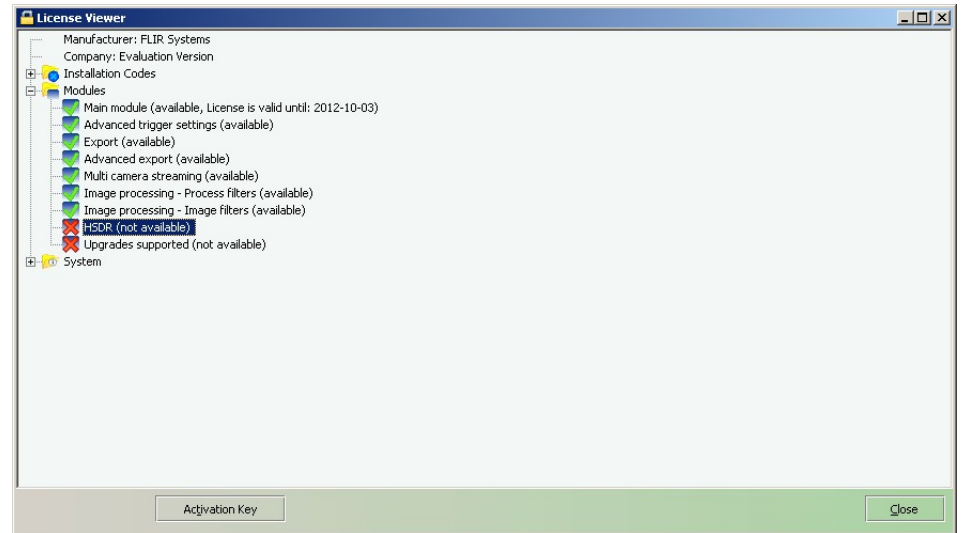 License Viewer
Manufacturer: FLIR Systems
Company: Evaluation Version
Installation Codes
Modules
Main module (available, License is valid until: 2012-10-03)
Advanced trigger settings (available)
Export (available)
Advanced export (available)
Multi camera streaming (available)
Image processing - Process filters (available)
Image processing - Image filters (available)
HSDR (not available)
Upgrades supported (not available)
System
Activation Key
Close